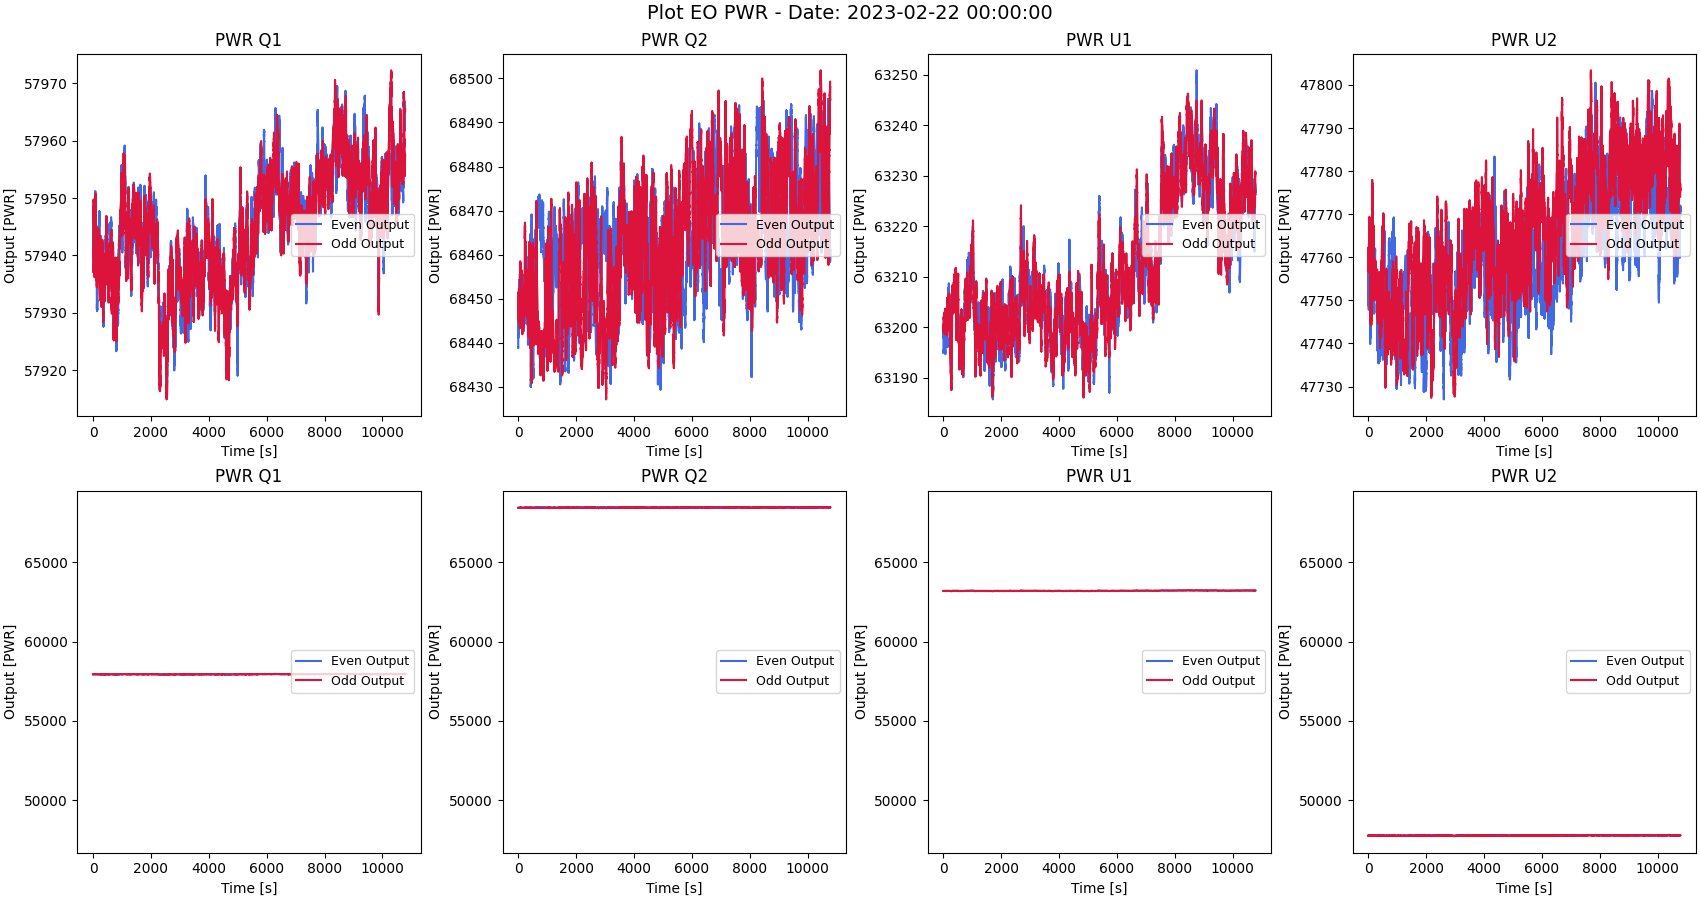 Plot EO PWR - Date: 2023-02-22 00:00:00
PWR Q1
Output [PWR]
57970
57960
57950
57940
57930
57920
Even Output
Odd Output
0 2000 4000 6000 8000 10000
Time [s]
PWR Q2
Output [PWR]
68500
68490
68480
68470
68460
68450
68440
68430
Even Output
Odd Output
0 2000 4000 6000 8000 10000
Time [s]
PWR U1
Output [PWR]
63250
63240
63230
63220
63210
63200
63190
Even Output
Odd Output
0 2000 4000 6000 8000 10000
Time [s]
PWR U2
Output [PWR]
47800
47790
47780
47770
47760
47750
47740
47730
Even Output
Odd Output
0 2000 4000 6000 8000 10000
Time [s]
PWR Q1
Output [PWR]
65000
60000
55000
50000
Even Output
Odd Output
0 2000 4000 6000 8000 10000
Time [s]
PWR Q2
Output [PWR]
65000
60000
55000
50000
Even Output
Odd Output
0 2000 4000 6000 8000 10000
Time [s]
PWR U1
Output [PWR]
65000
60000
55000
50000
Even Output
Odd Output
0 2000 4000 6000 8000 10000
Time [s]
PWR U2
Output [PWR]
65000
60000
55000
50000
Even Output
Odd Output
0 2000 4000 6000 8000 10000
Time [s]